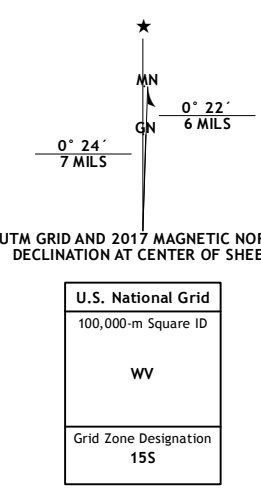 ★
MN
GN
0° 22´
6 MILS
0° 24´
7 MILS
UTM GRID AND 2017 MAGNETIC NOR
DECLINATION AT CENTER OF SHEE
U.S. National Grid
100,000-m Square ID
WV
Grid Zone Designation
15S